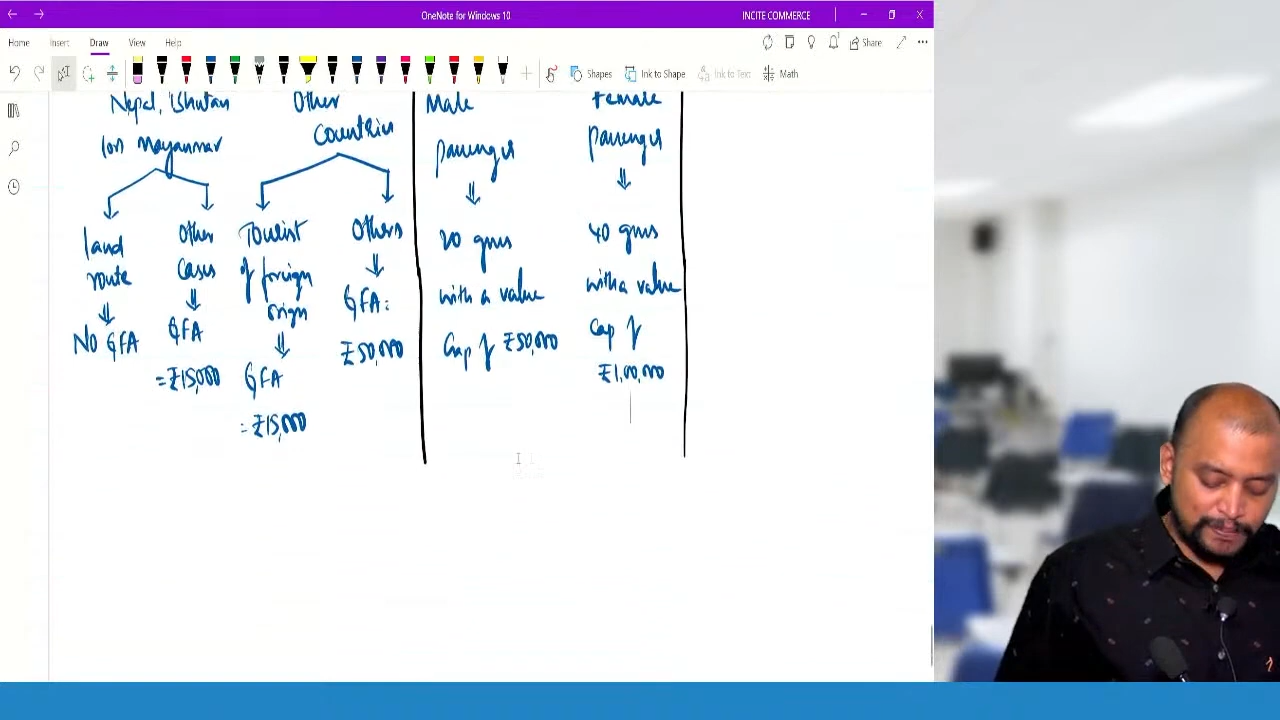 OneNote for Windows 10
INCITE COMMERCE
Home
Insert
Draw
View
Help
Share
Shapes
Ink to Shape
Ink to Text
Math
Nepal, Bhutan
(or) Mayanmar
land
route
No GFA
Other
Cases
GFA
= ₹15,000
Other
Countries
Tourist
of foreign
origin
GFA
= ₹15,000
Others
GFA:
₹50,000
Male
passenger
20 gms
with a value
Cap of ₹50,000
Female
passenger
40 gms
with a value
Cap of
₹1,00,000